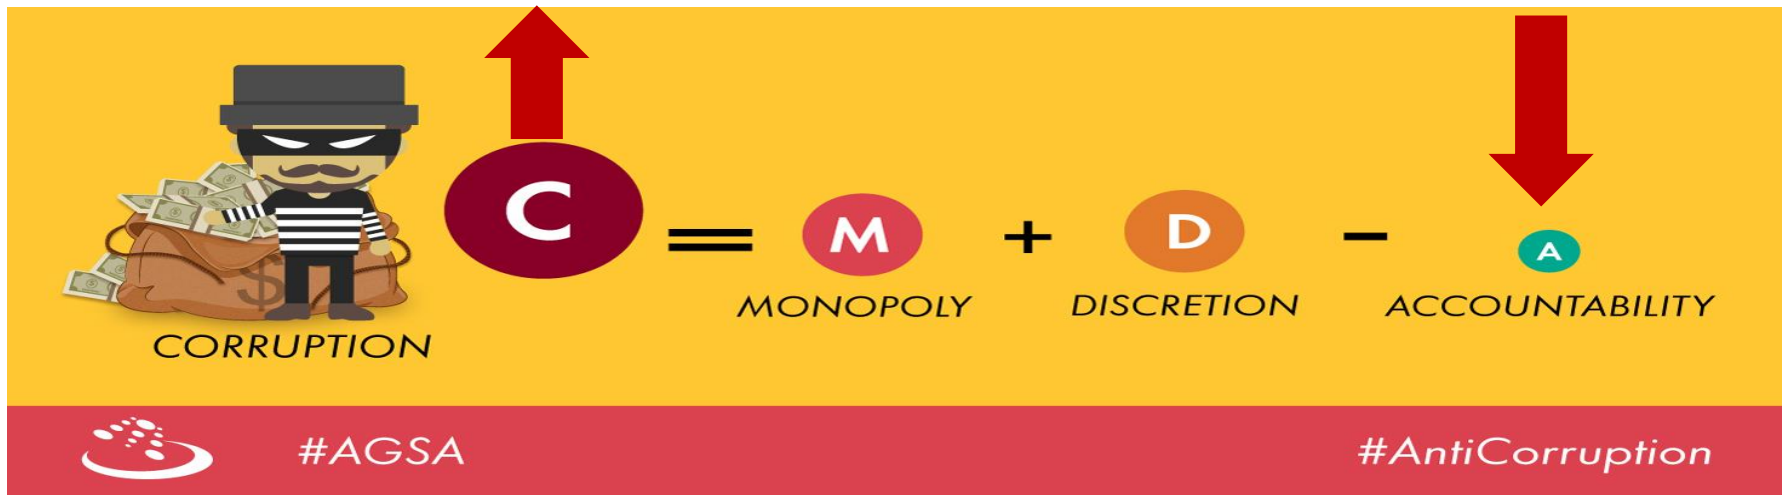 C = M + D - A
MONOPOLY DISCRETION ACCOUNTABILITY
CORRUPTION
$
#AGSA #AntiCorruption